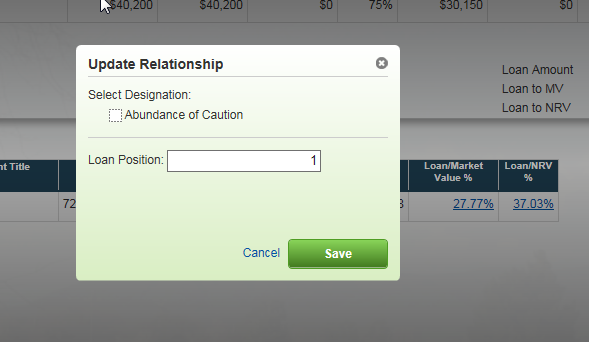 $40,200 $40,200 $0 75% $30,150 $0
Update Relationship
Select Designation:
Abundance of Caution
Loan Position: 1
Cancel Save
Loan Amount
Loan to MV
Loan to NRV
nt Title Loan/Market Value % Loan/NRV %
72 3 27.77% 37.03%